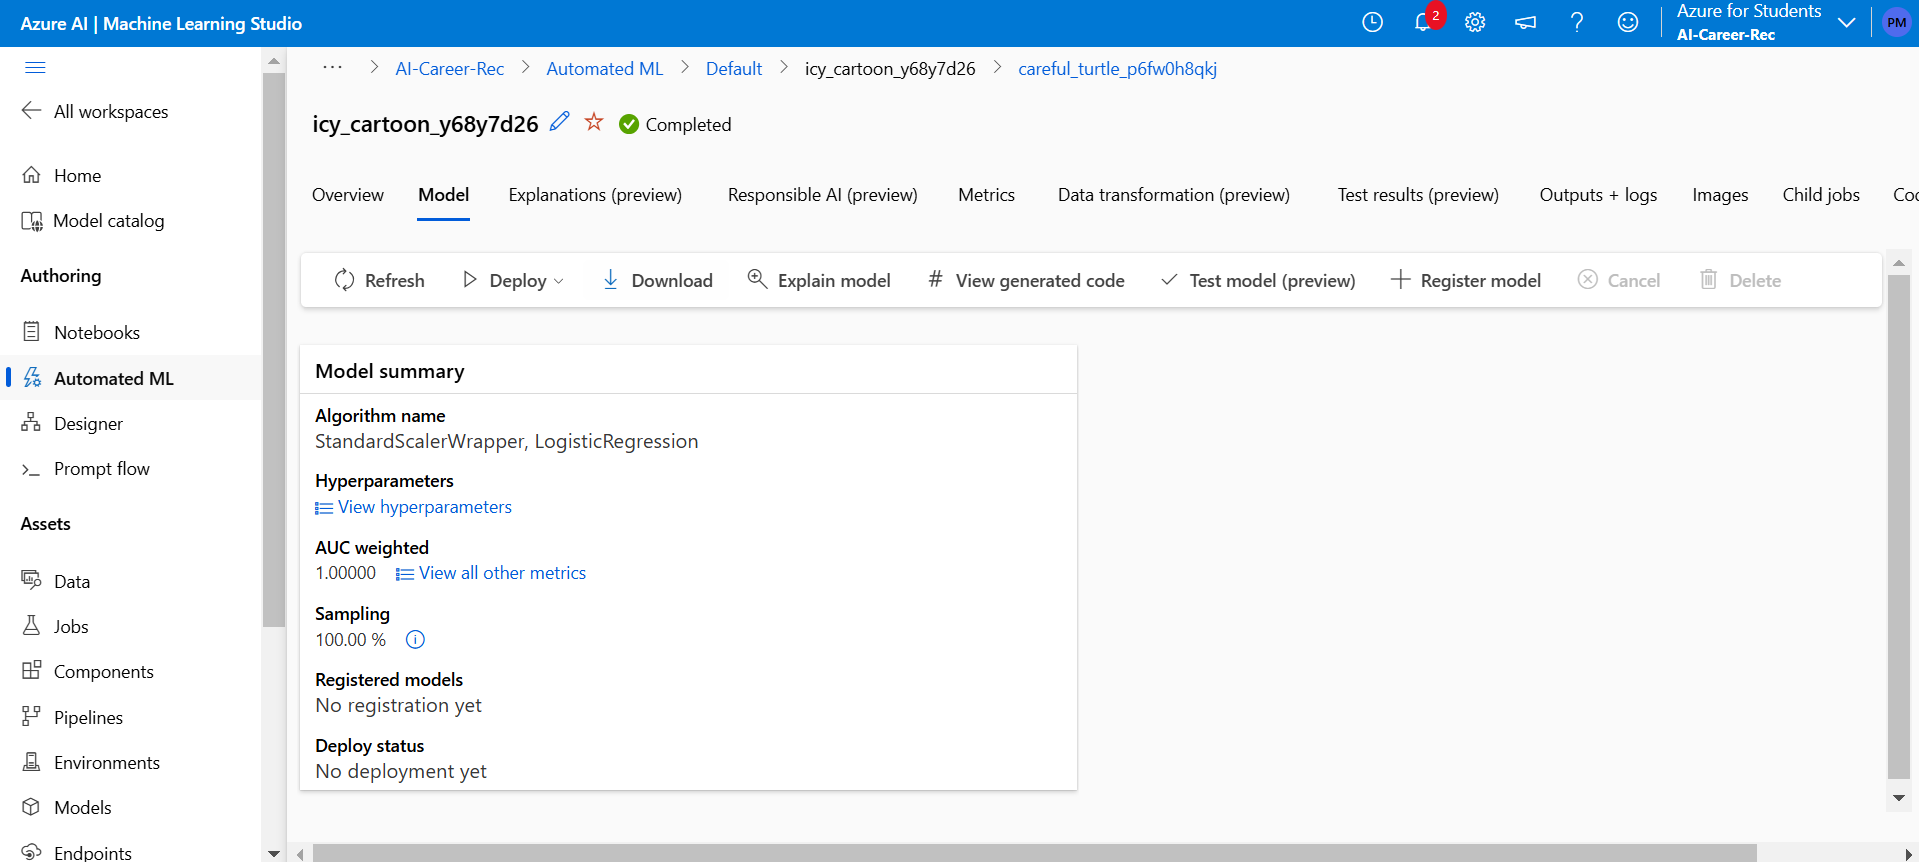 Azure AI | Machine Learning Studio
2
Azure for Students
AI-Career-Rec
PM
All workspaces
Home
Model catalog
Authoring
Notebooks
Automated ML
Designer
Prompt flow
Assets
Data
Jobs
Components
Pipelines
Environments
Models
Endpoints
... > AI-Career-Rec > Automated ML > Default > icy_cartoon_y68y7d26 > careful_turtle_p6fw0h8qkj
icy_cartoon_y68y7d26 Completed
Overview Model Explanations (preview) Responsible AI (preview) Metrics Data transformation (preview) Test results (preview) Outputs + logs Images Child jobs
Refresh Deploy Download Explain model # View generated code Test model (preview) Register model Cancel Delete
Model summary
Algorithm name
StandardScalerWrapper, LogisticRegression
Hyperparameters
View hyperparameters
AUC weighted
1.00000 View all other metrics
Sampling
100.00 %
Registered models
No registration yet
Deploy status
No deployment yet